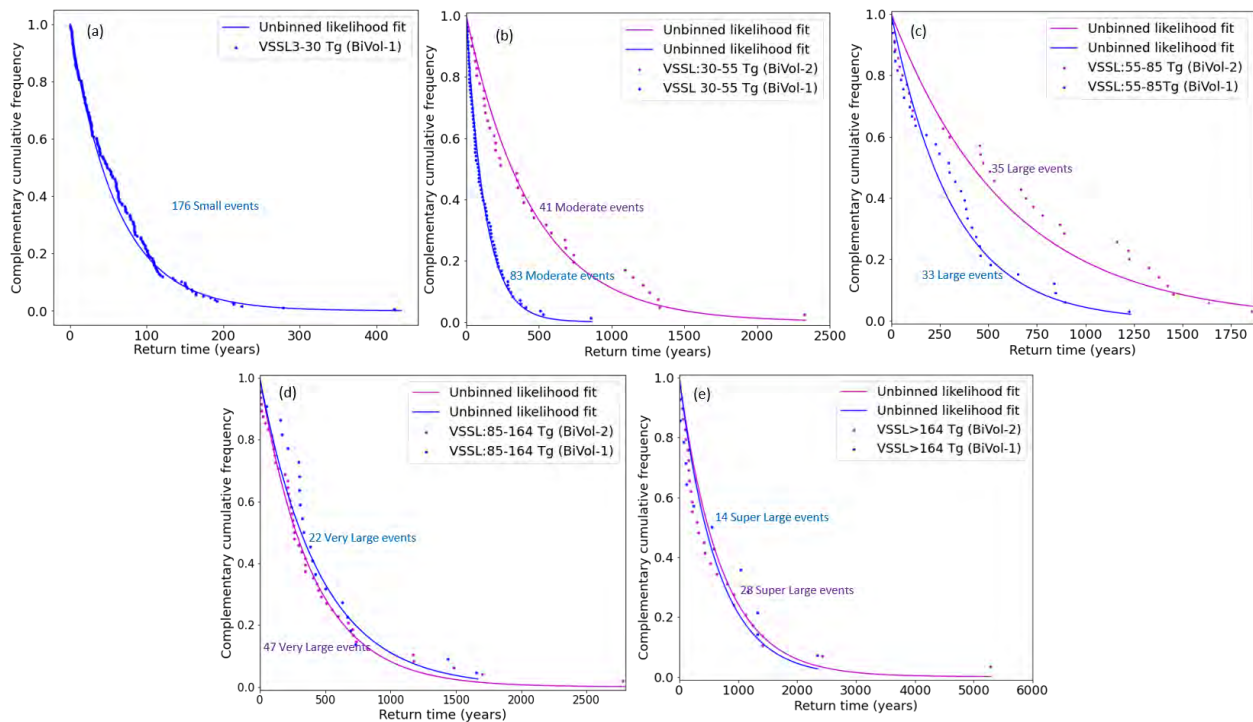 (a)
Unbinned likelihood fit
VSSL3-30 Tg (BiVol-1)
176 Small events
Complementary cumulative frequency
1.0
0.8
0.6
0.4
0.2
0.0
0
100
200
300
400
Return time (years)
(b)
Unbinned likelihood fit
Unbinned likelihood fit
VSSL:30-55 Tg (BiVol-2)
VSSL 30-55 Tg (BiVol-1)
41 Moderate events
83 Moderate events
Complementary cumulative frequency
1.0
0.8
0.6
0.4
0.2
0.0
0
500
1000
1500
2000
2500
Return time (years)
(c)
Unbinned likelihood fit
Unbinned likelihood fit
VSSL:55-85 Tg (BiVol-2)
VSSL:55-85Tg (BiVol-1)
35 Large events
33 Large events
Complementary cumulative frequency
1.0
0.8
0.6
0.4
0.2
0.0
250
500
750
1000
1250
1500
1750
Return time (years)
(d)
Unbinned likelihood fit
Unbinned likelihood fit
VSSL:85-164 Tg (BiVol-2)
VSSL:85-164 Tg (BiVol-1)
22 Very Large events
47 Very Large events
Complementary cumulative frequency
1.0
0.8
0.6
0.4
0.2
0.0
0
500
1000
1500
2000
2500
Return time (years)
(e)
Unbinned likelihood fit
Unbinned likelihood fit
VSSL>164 Tg (BiVol-2)
VSSL>164 Tg (BiVol-1)
14 Super Large events
28 Super Large events
Complementary cumulative frequency
1.0
0.8
0.6
0.4
0.2
0.0
0
1000
2000
3000
4000
5000
6000
Return time (years)